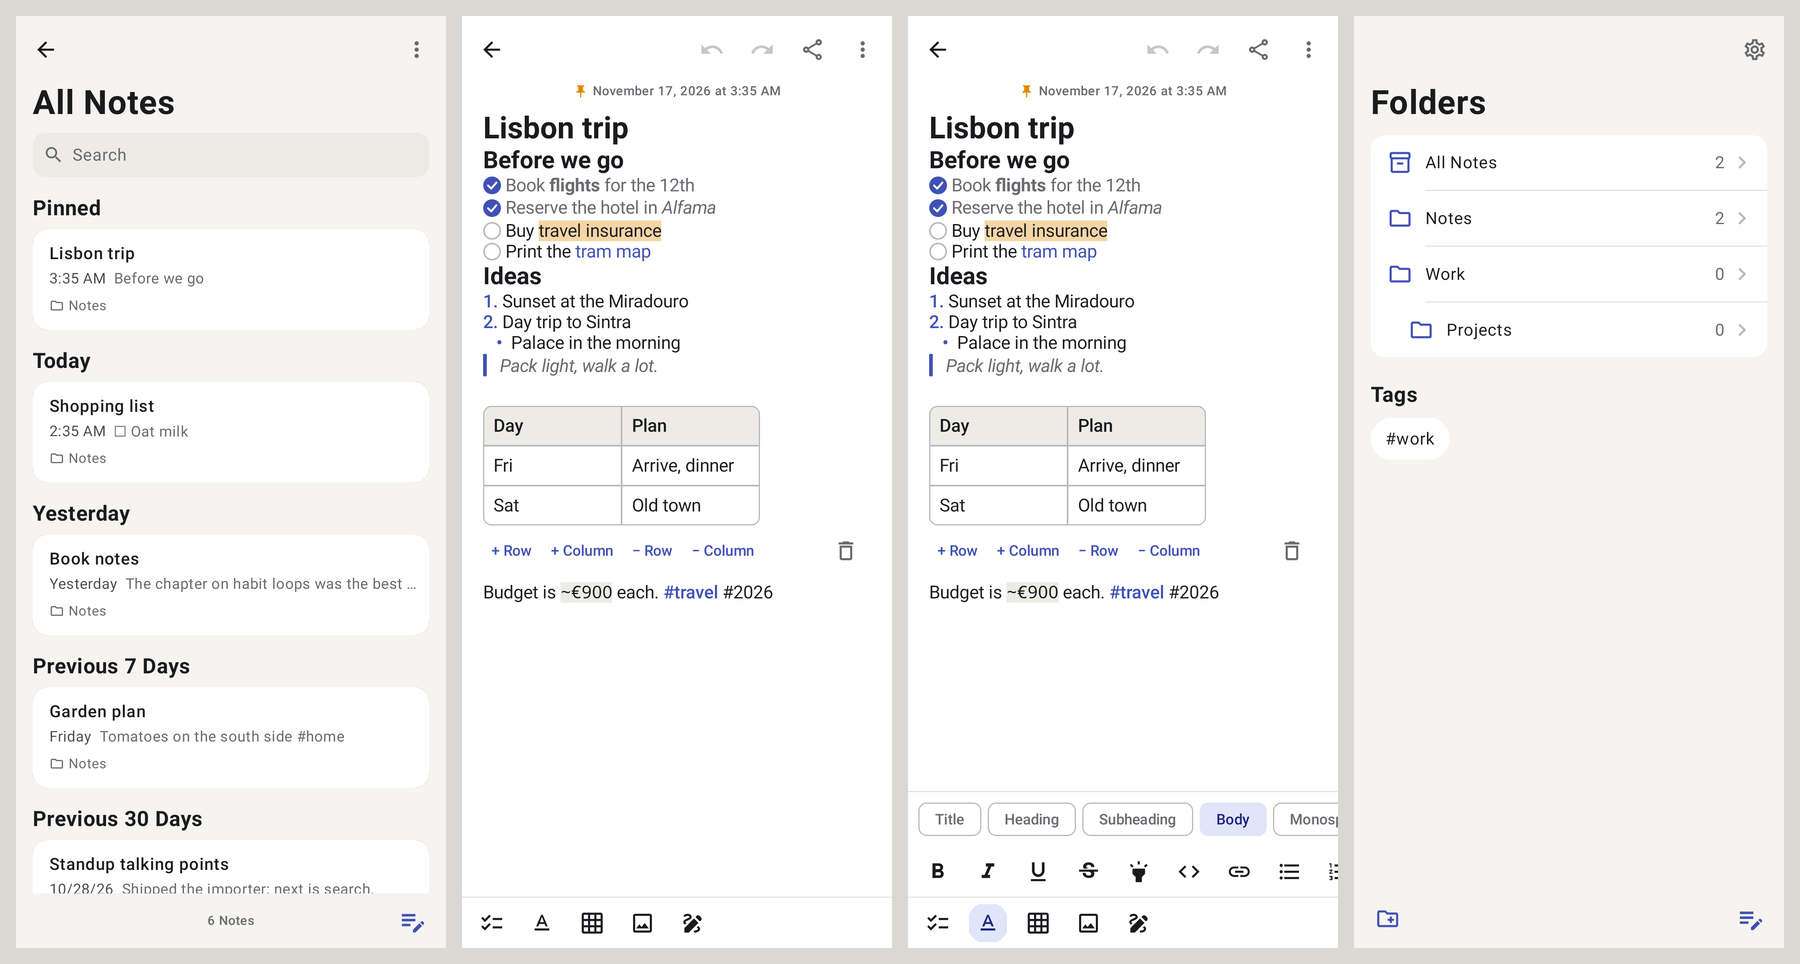 All Notes
Search
Pinned
Lisbon trip
3:35 AM Before we go
Notes
Today
Shopping list
2:35 AM ☐ Oat milk
Notes
Yesterday
Book notes
Yesterday The chapter on habit loops was the best …
Notes
Previous 7 Days
Garden plan
Friday Tomatoes on the south side #home
Notes
Previous 30 Days
Standup talking points
10/28/26 Shipped the importer; next is search.
6 Notes
November 17, 2026 at 3:35 AM
Lisbon trip
Before we go
Book flights for the 12th
Reserve the hotel in Alfama
Buy travel insurance
Print the tram map
Ideas
1. Sunset at the Miradouro
2. Day trip to Sintra
• Palace in the morning
Pack light, walk a lot.
Day Plan
Fri Arrive, dinner
Sat Old town
+ Row + Column − Row − Column
Budget is ~€900 each. #travel #2026
A
November 17, 2026 at 3:35 AM
Lisbon trip
Before we go
Book flights for the 12th
Reserve the hotel in Alfama
Buy travel insurance
Print the tram map
Ideas
1. Sunset at the Miradouro
2. Day trip to Sintra
• Palace in the morning
Pack light, walk a lot.
Day Plan
Fri Arrive, dinner
Sat Old town
+ Row + Column − Row − Column
Budget is ~€900 each. #travel #2026
Title Heading Subheading Body Monosp
B I U S
A
Folders
All Notes 2
Notes 2
Work 0
Projects 0
Tags
#work